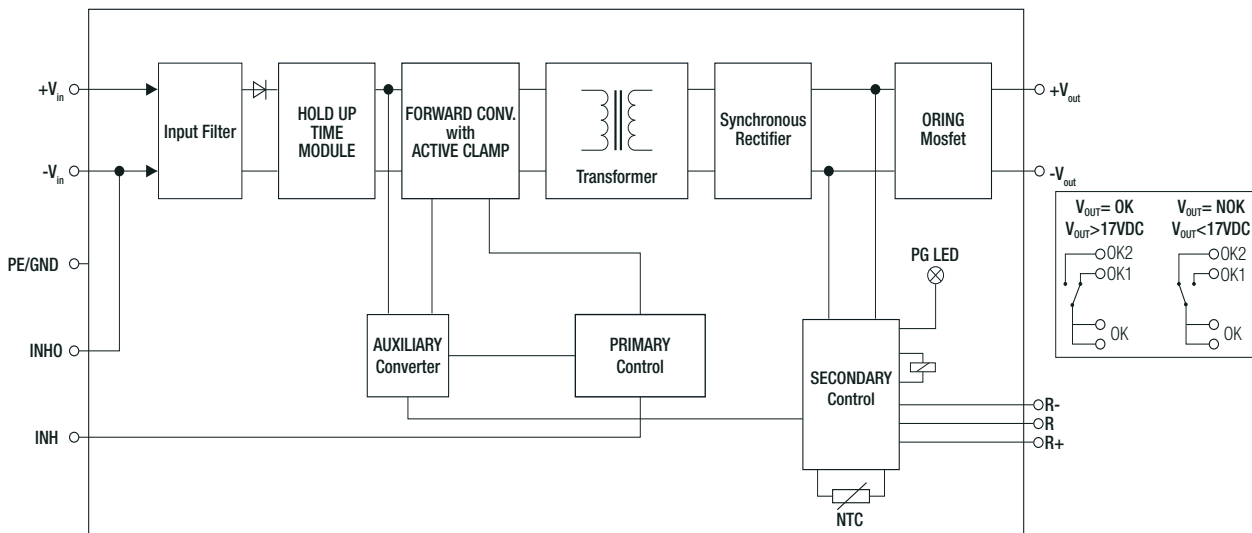 +Vin
-Vin
PE/GND
INHO
INH
Input Filter
HOLD UP
TIME
MODULE
FORWARD CONV.
with
ACTIVE CLAMP
Transformer
Synchronous
Rectifier
ORING
Mosfet
+Vout
-Vout
AUXILIARY
Converter
PRIMARY
Control
SECONDARY
Control
PG LED
NTC
R-
R
R+
VOUT= OK
VOUT>17VDC
OK2
OK1
OK
VOUT= NOK
VOUT<17VDC
OK2
OK1
OK